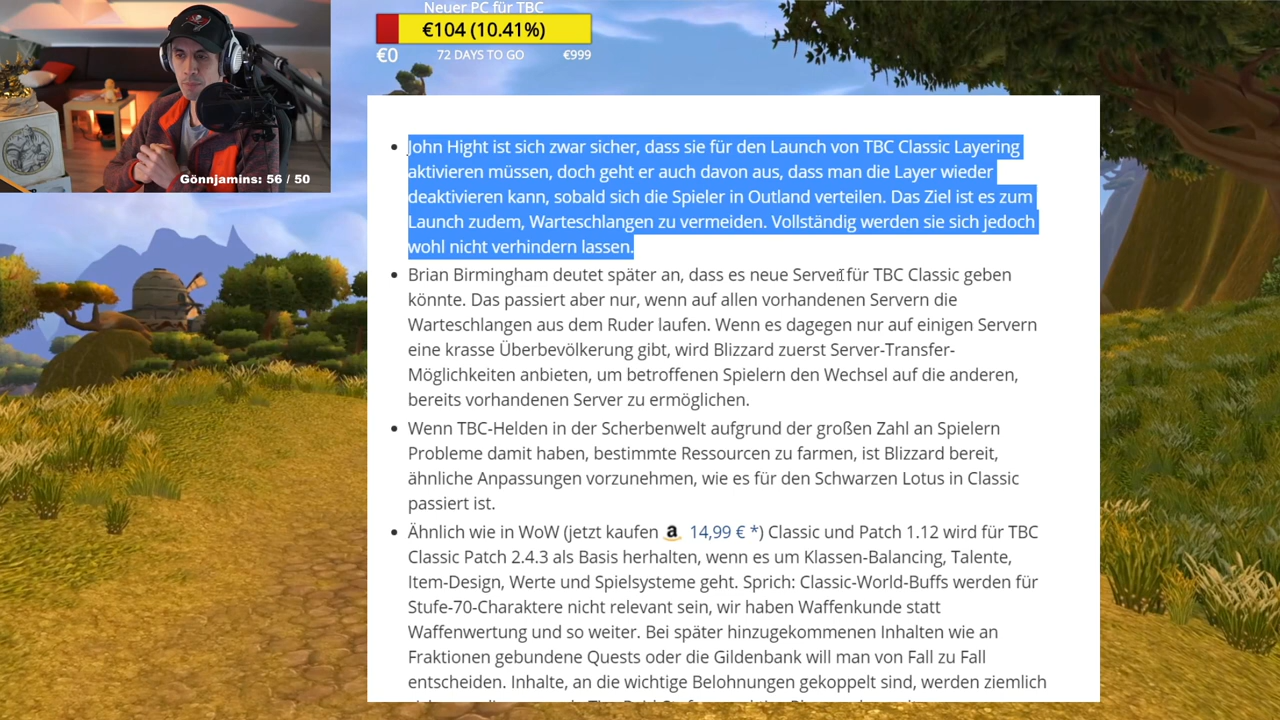 Neuer PC für TBC
€104 (10.41%)
€0
72 DAYS TO GO
€999
Gönnjamins: 56 / 50
John Hight ist sich zwar sicher, dass sie für den Launch von TBC Classic Layering
aktivieren müssen, doch geht er auch davon aus, dass man die Layer wieder
deaktivieren kann, sobald sich die Spieler in Outland verteilen. Das Ziel ist es zum
Launch zudem, Warteschlangen zu vermeiden. Vollständig werden sie sich jedoch
wohl nicht verhindern lassen.
Brian Birmingham deutet später an, dass es neue Server für TBC Classic geben
könnte. Das passiert aber nur, wenn auf allen vorhandenen Servern die
Warteschlangen aus dem Ruder laufen. Wenn es dagegen nur auf einigen Servern
eine krasse Überbevölkerung gibt, wird Blizzard zuerst Server-Transfer-
Möglichkeiten anbieten, um betroffenen Spielern den Wechsel auf die anderen,
bereits vorhandenen Server zu ermöglichen.
Wenn TBC-Helden in der Scherbenwelt aufgrund der großen Zahl an Spielern
Probleme damit haben, bestimmte Ressourcen zu farmen, ist Blizzard bereit,
ähnliche Anpassungen vorzunehmen, wie es für den Schwarzen Lotus in Classic
passiert ist.
Ähnlich wie in WoW (jetzt kaufen a 14,99 € *) Classic und Patch 1.12 wird für TBC
Classic Patch 2.4.3 als Basis herhalten, wenn es um Klassen-Balancing, Talente,
Item-Design, Werte und Spielsysteme geht. Sprich: Classic-World-Buffs werden für
Stufe-70-Charaktere nicht relevant sein, wir haben Waffenkunde statt
Waffenwertung und so weiter. Bei später hinzugekommenen Inhalten wie an
Fraktionen gebundene Quests oder die Gildenbank will man von Fall zu Fall
entscheiden. Inhalte, an die wichtige Belohnungen gekoppelt sind, werden ziemlich